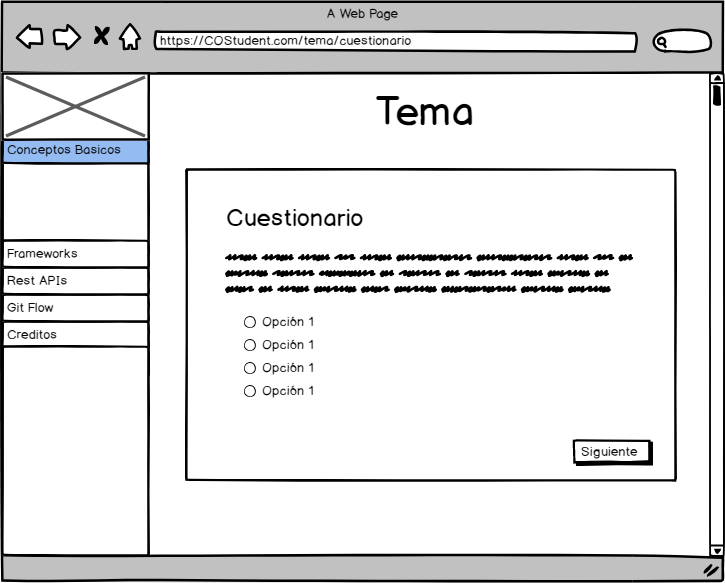 A Web Page
https://COStudent.com/tema/cuestionario
Conceptos Basicos
Frameworks
Rest APIs
Git Flow
Creditos
Tema
Cuestionario
Opción 1
Opción 1
Opción 1
Opción 1
Siguiente